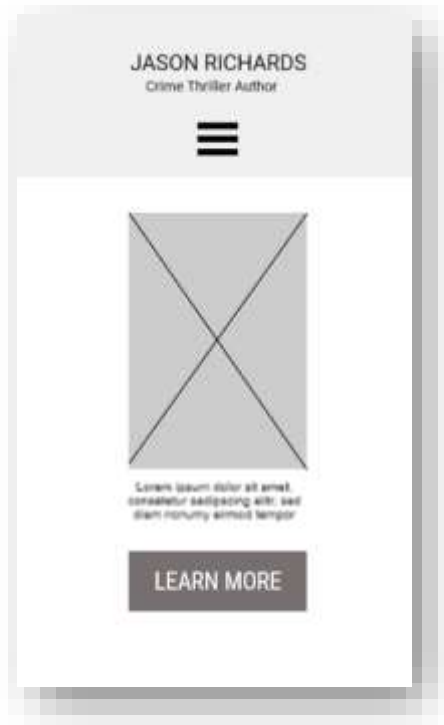 JASON RICHARDS
Crime Thriller Author
Lorem ipsum dolor sit amet,
consetetur sadipscing elitr, sed
diam nonumy eirmod tempor
LEARN MORE